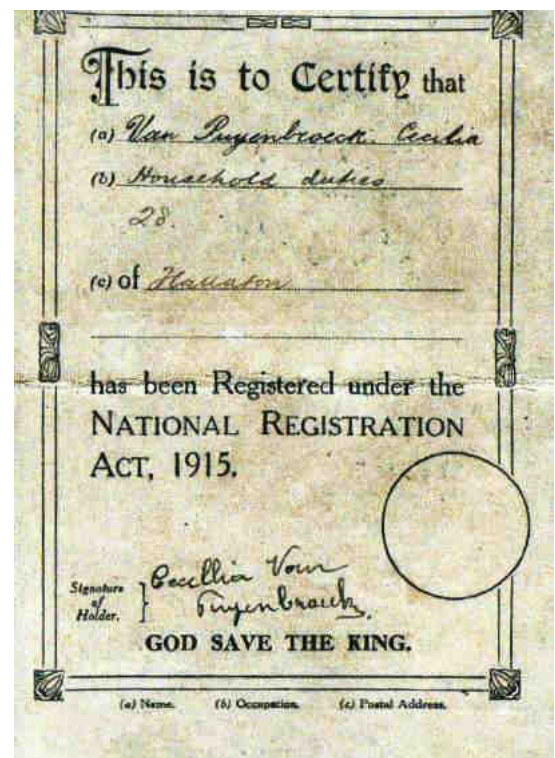 This is to Certify that
(a) Van Puyenbroeck. Cecilia
(b) Household duties
28.
(c) of Hallaton
has been Registered under the
NATIONAL REGISTRATION
ACT, 1915.
Signature of Holder. } Cecillia Van
Puyenbroeck.
GOD SAVE THE KING.
(a) Name. (b) Occupation. (c) Postal Address.